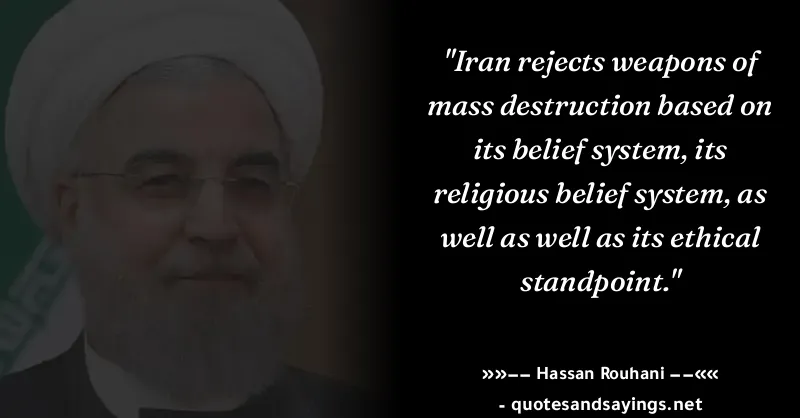 "Iran rejects weapons of
mass destruction based on
its belief system, its
religious belief system, as
well as well as its ethical
standpoint."
»»−− Hassan Rouhani −−««
- quotesandsayings.net